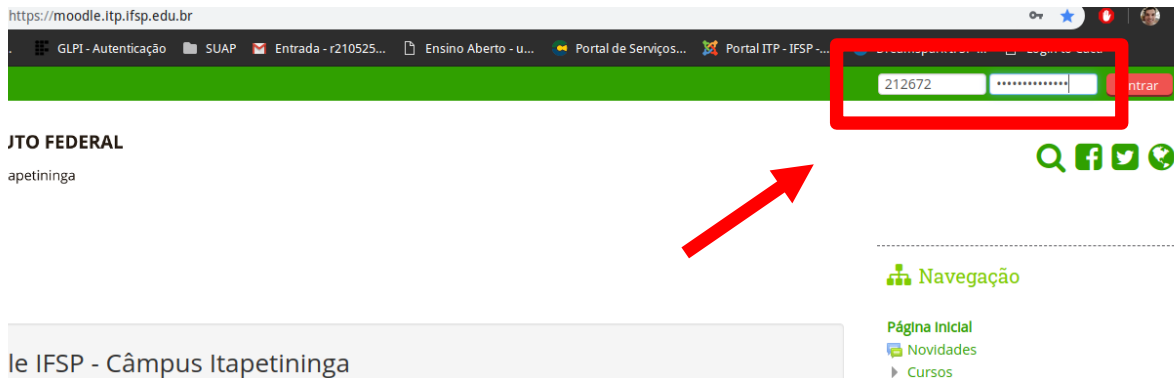 https://moodle.itp.ifsp.edu.br
GLPI - Autenticação SUAP Entrada - r210525... Ensino Aberto - u... Portal de Serviços... Portal ITP - IFSP -...
212672 •••••••••••••• Entrar
UTO FEDERAL
apetininga
Navegação
Página Inicial
Novidades
le IFSP - Câmpus Itapetininga
Cursos